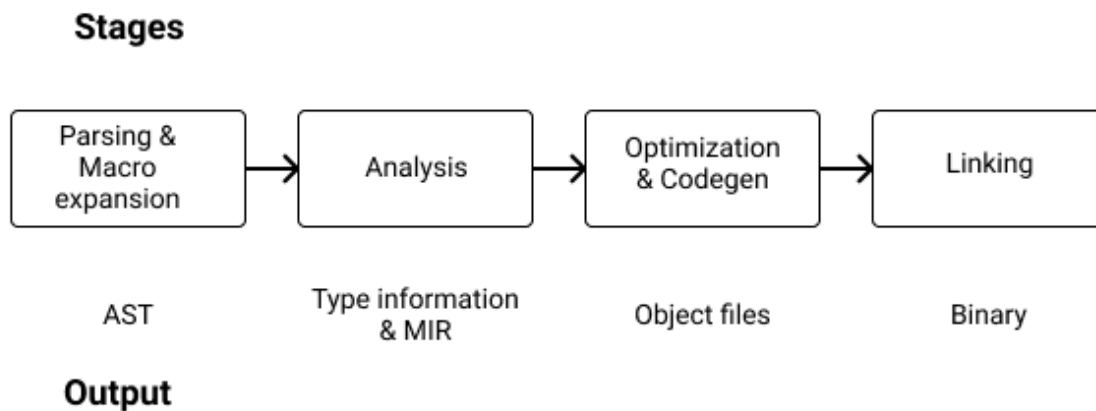 Stages
Parsing &
Macro
expansion
Analysis
Optimization
& Codegen
Linking
AST
Type information
& MIR
Object files
Binary
Output